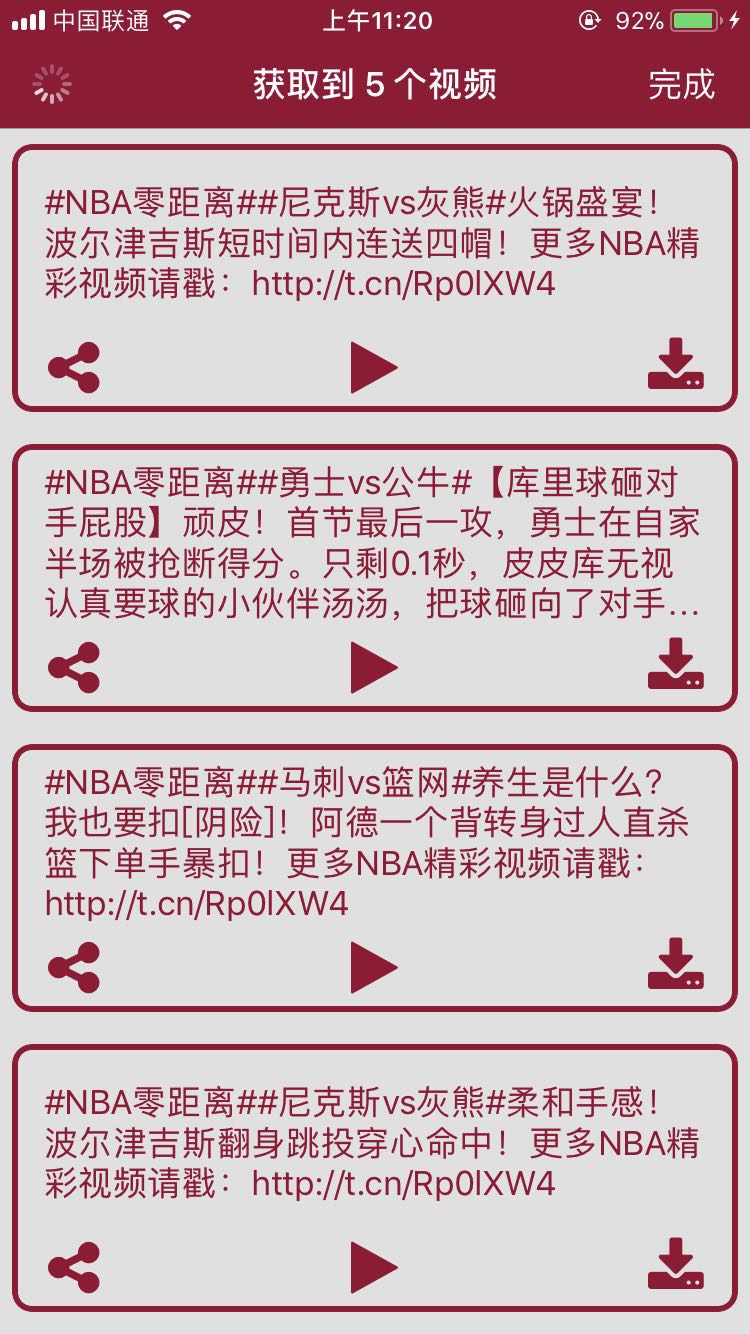 中国联通 上午11:20 92%
获取到 5 个视频 完成
#NBA零距离##尼克斯vs灰熊#火锅盛宴！
波尔津吉斯短时间内连送四帽！更多NBA精
彩视频请戳：http://t.cn/Rp0lXW4
#NBA零距离##勇士vs公牛#【库里球砸对
手屁股】顽皮！首节最后一攻，勇士在自家
半场被抢断得分。只剩0.1秒，皮皮库无视
认真要球的小伙伴汤汤，把球砸向了对手…
#NBA零距离##马刺vs篮网#养生是什么？
我也要扣[阴险]！阿德一个背转身过人直杀
篮下单手暴扣！更多NBA精彩视频请戳：
http://t.cn/Rp0lXW4
#NBA零距离##尼克斯vs灰熊#柔和手感！
波尔津吉斯翻身跳投穿心命中！更多NBA精
彩视频请戳：http://t.cn/Rp0lXW4